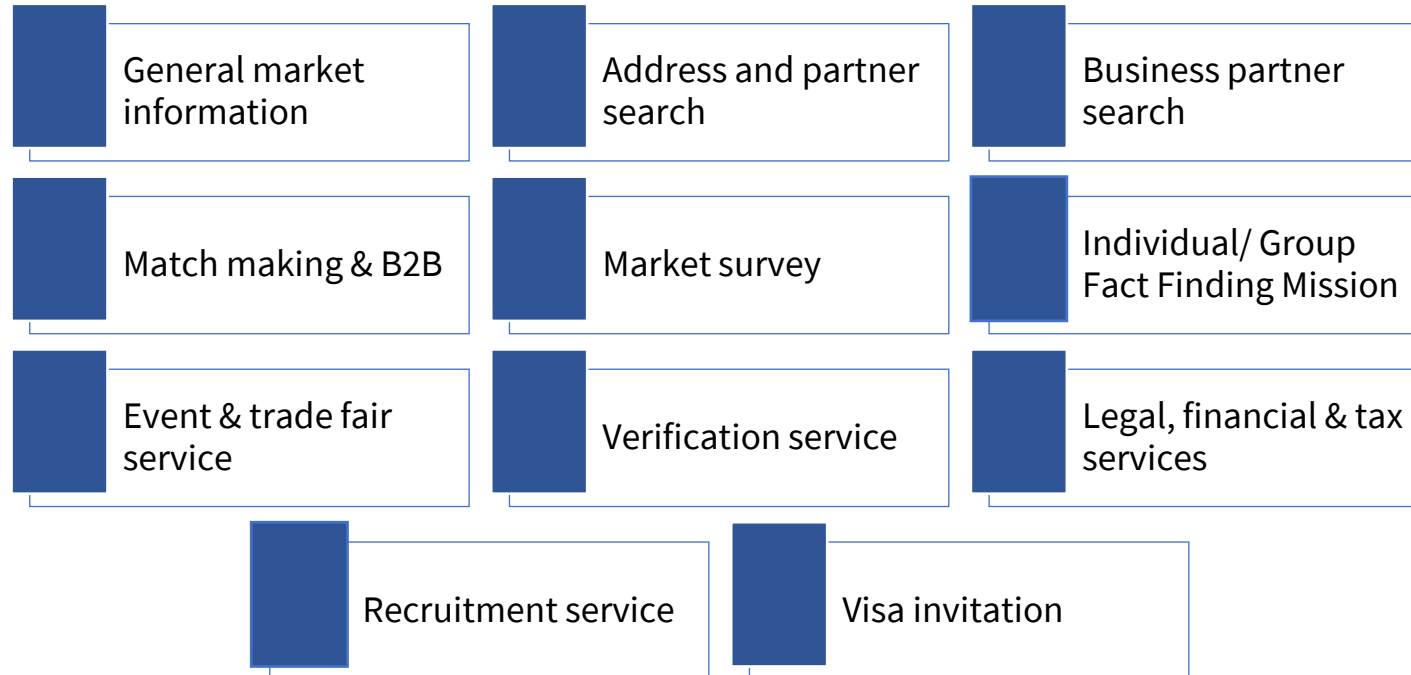 General market
information
Address and partner
search
Business partner
search
Match making & B2B
Market survey
Individual/ Group
Fact Finding Mission
Event & trade fair
service
Verification service
Legal, financial & tax
services
Recruitment service
Visa invitation